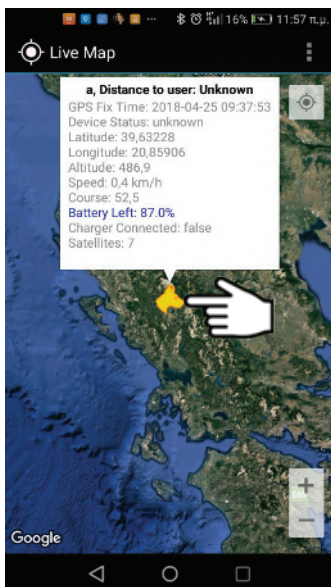 16% 11:57 π.μ.
Live Map
a, Distance to user: Unknown
GPS Fix Time: 2018-04-25 09:37:53
Device Status: unknown
Latitude: 39,63228
Longitude: 20,85906
Altitude: 486,9
Speed: 0,4 km/h
Course: 52,5
Battery Left: 87.0%
Charger Connected: false
Satellites: 7
Google